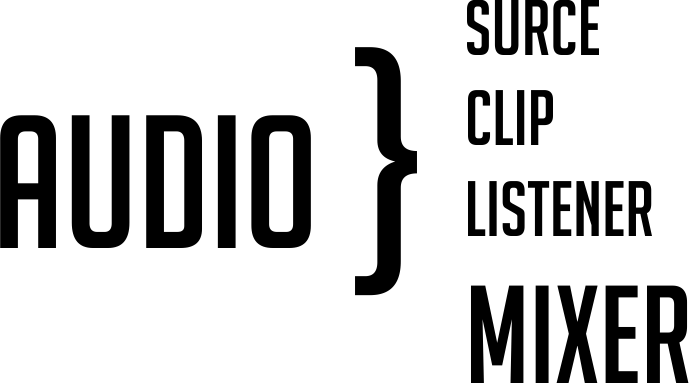 AUDIO
}
SURCE
CLIP
LISTENER
MIXER